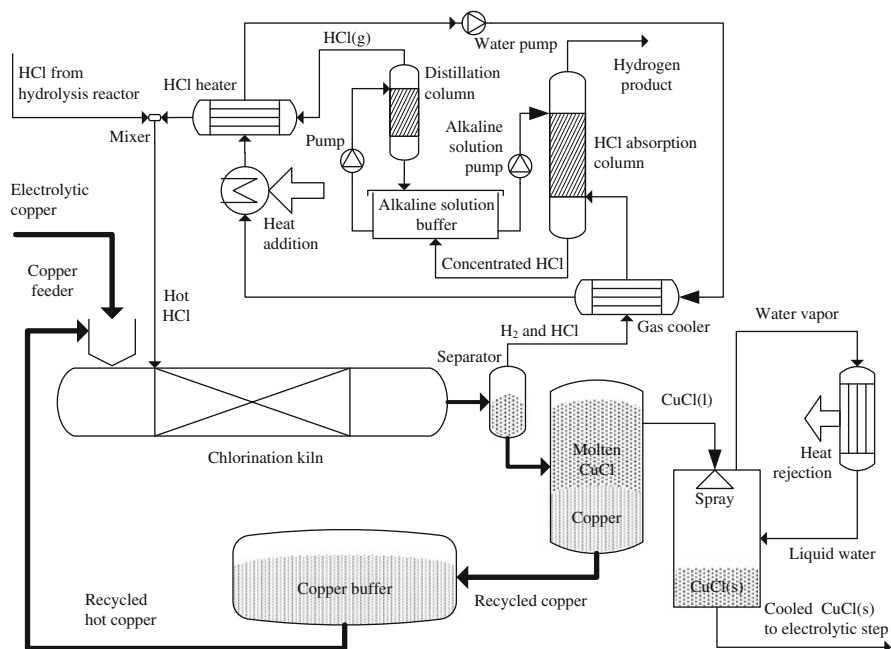 HCl(g)
Water pump
HCl from
hydrolysis reactor
HCl heater
Distillation
column
Hydrogen
product
Mixer
Pump
Alkaline
solution
pump
HCl absorption
column
Electrolytic
copper
Heat
addition
Alkaline solution
buffer
Concentrated HCl
Copper
feeder
Hot
HCl
Gas cooler
H2 and HCl
Water vapor
Separator
CuCl(l)
Chlorination kiln
Molten
CuCl
Heat
rejection
Spray
Copper
Liquid water
Copper buffer
CuCl(s)
Recycled
hot copper
Recycled copper
Cooled CuCl(s)
to electrolytic step